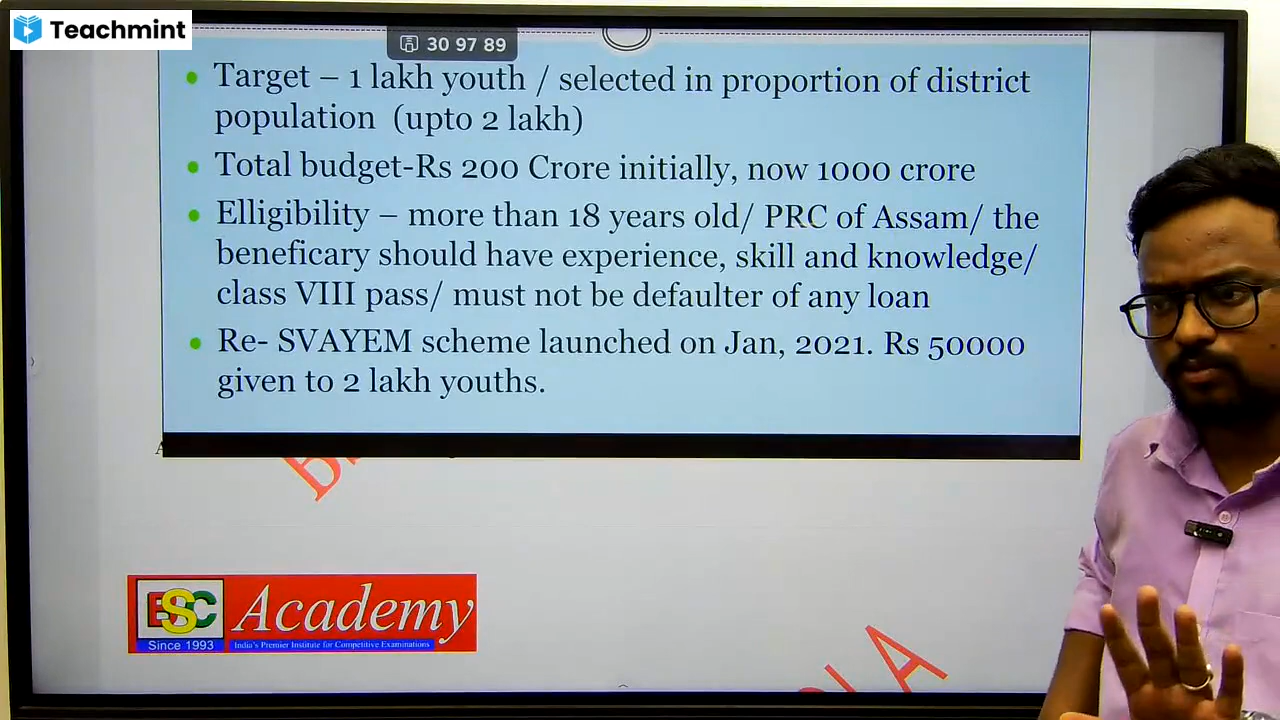 Teachmint
30 97 89
Target – 1 lakh youth / selected in proportion of district
population (upto 2 lakh)
Total budget-Rs 200 Crore initially, now 1000 crore
Elligibility – more than 18 years old/ PRC of Assam/ the
beneficary should have experience, skill and knowledge/
class VIII pass/ must not be defaulter of any loan
Re- SVAYEM scheme launched on Jan, 2021. Rs 50000
given to 2 lakh youths.
ESC
Academy
Since 1993
India's Premier Institute for Competitive Examinations